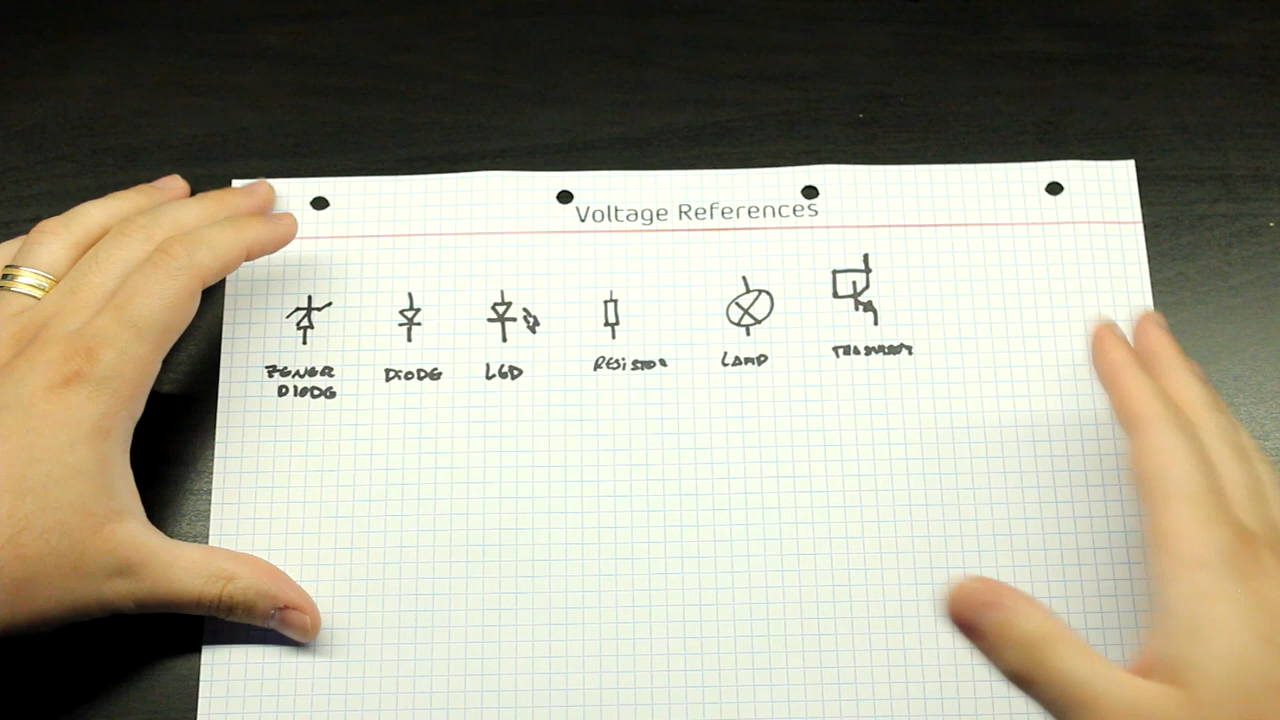 Voltage References
ZENER
DIODE
DIODE
LED
RESISTOR
LAMP